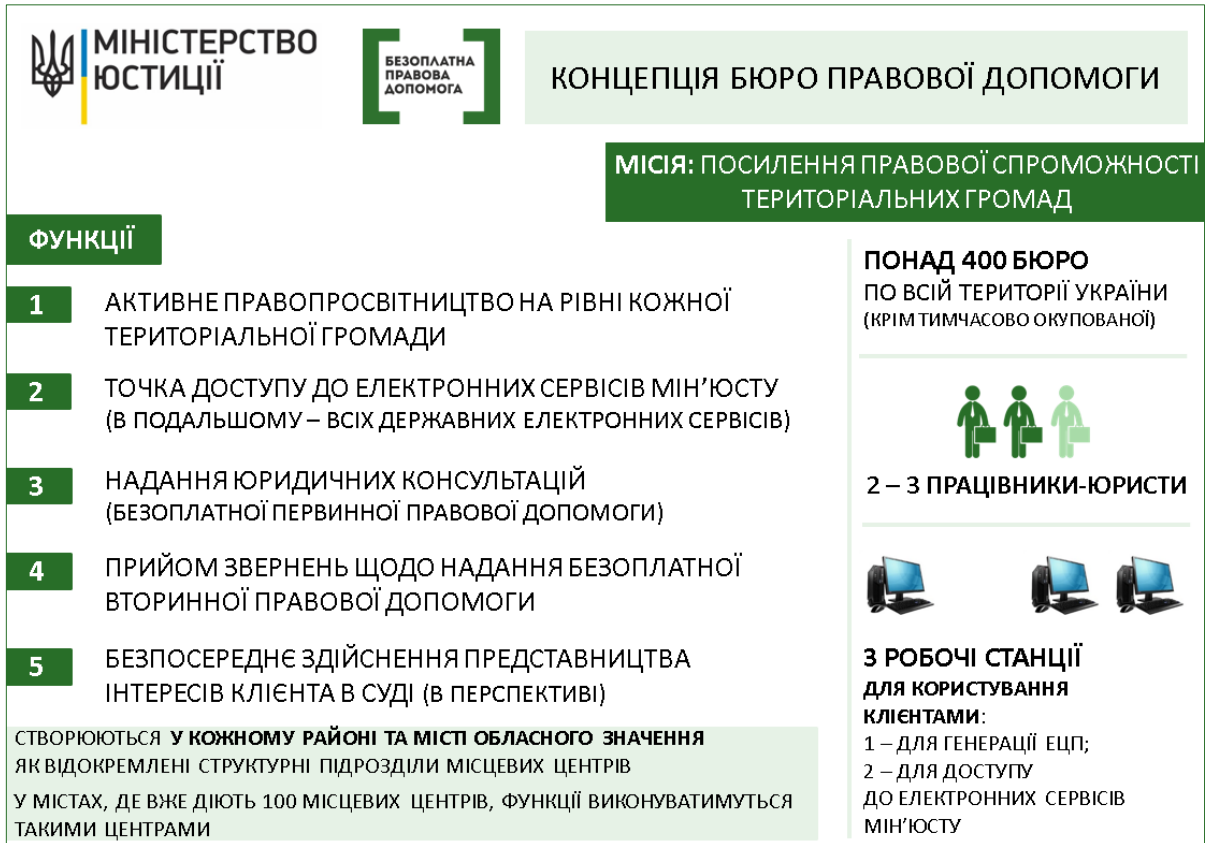 МІНІСТЕРСТВО
ЮСТИЦІЇ
БЕЗОПЛАТНА
ПРАВОВА
ДОПОМОГА
КОНЦЕПЦІЯ БЮРО ПРАВОВОЇ ДОПОМОГИ
МІСІЯ: ПОСИЛЕННЯ ПРАВОВОЇ СПРОМОЖНОСТІ
ТЕРИТОРІАЛЬНИХ ГРОМАД
ФУНКЦІЇ
1 АКТИВНЕ ПРАВОПРОСВІТНИЦТВО НА РІВНІ КОЖНОЇ
ТЕРИТОРІАЛЬНОЇ ГРОМАДИ
2 ТОЧКА ДОСТУПУ ДО ЕЛЕКТРОННИХ СЕРВІСІВ МІН’ЮСТУ
(В ПОДАЛЬШОМУ – ВСІХ ДЕРЖАВНИХ ЕЛЕКТРОННИХ СЕРВІСІВ)
3 НАДАННЯ ЮРИДИЧНИХ КОНСУЛЬТАЦІЙ
(БЕЗОПЛАТНОЇ ПЕРВИННОЇ ПРАВОВОЇ ДОПОМОГИ)
4 ПРИЙОМ ЗВЕРНЕНЬ ЩОДО НАДАННЯ БЕЗОПЛАТНОЇ
ВТОРИННОЇ ПРАВОВОЇ ДОПОМОГИ
5 БЕЗПОСЕРЕДНЄ ЗДІЙСНЕННЯ ПРЕДСТАВНИЦТВА
ІНТЕРЕСІВ КЛІЄНТА В СУДІ (В ПЕРСПЕКТИВІ)
СТВОРЮЮТЬСЯ У КОЖНОМУ РАЙОНІ ТА МІСТІ ОБЛАСНОГО ЗНАЧЕННЯ
ЯК ВІДОКРЕМЛЕНІ СТРУКТУРНІ ПІДРОЗДІЛИ МІСЦЕВИХ ЦЕНТРІВ
У МІСТАХ, ДЕ ВЖЕ ДІЮТЬ 100 МІСЦЕВИХ ЦЕНТРІВ, ФУНКЦІЇ ВИКОНУВАТИМУТЬСЯ
ТАКИМИ ЦЕНТРАМИ
ПОНАД 400 БЮРО
ПО ВСІЙ ТЕРИТОРІЇ УКРАЇНИ
(КРІМ ТИМЧАСОВО ОКУПОВАНОЇ)
2 – 3 ПРАЦІВНИКИ-ЮРИСТИ
3 РОБОЧІ СТАНЦІЇ
ДЛЯ КОРИСТУВАННЯ
КЛІЄНТАМИ:
1 – ДЛЯ ГЕНЕРАЦІЇ ЕЦП;
2 – ДЛЯ ДОСТУПУ
ДО ЕЛЕКТРОННИХ СЕРВІСІВ
МІН’ЮСТУ